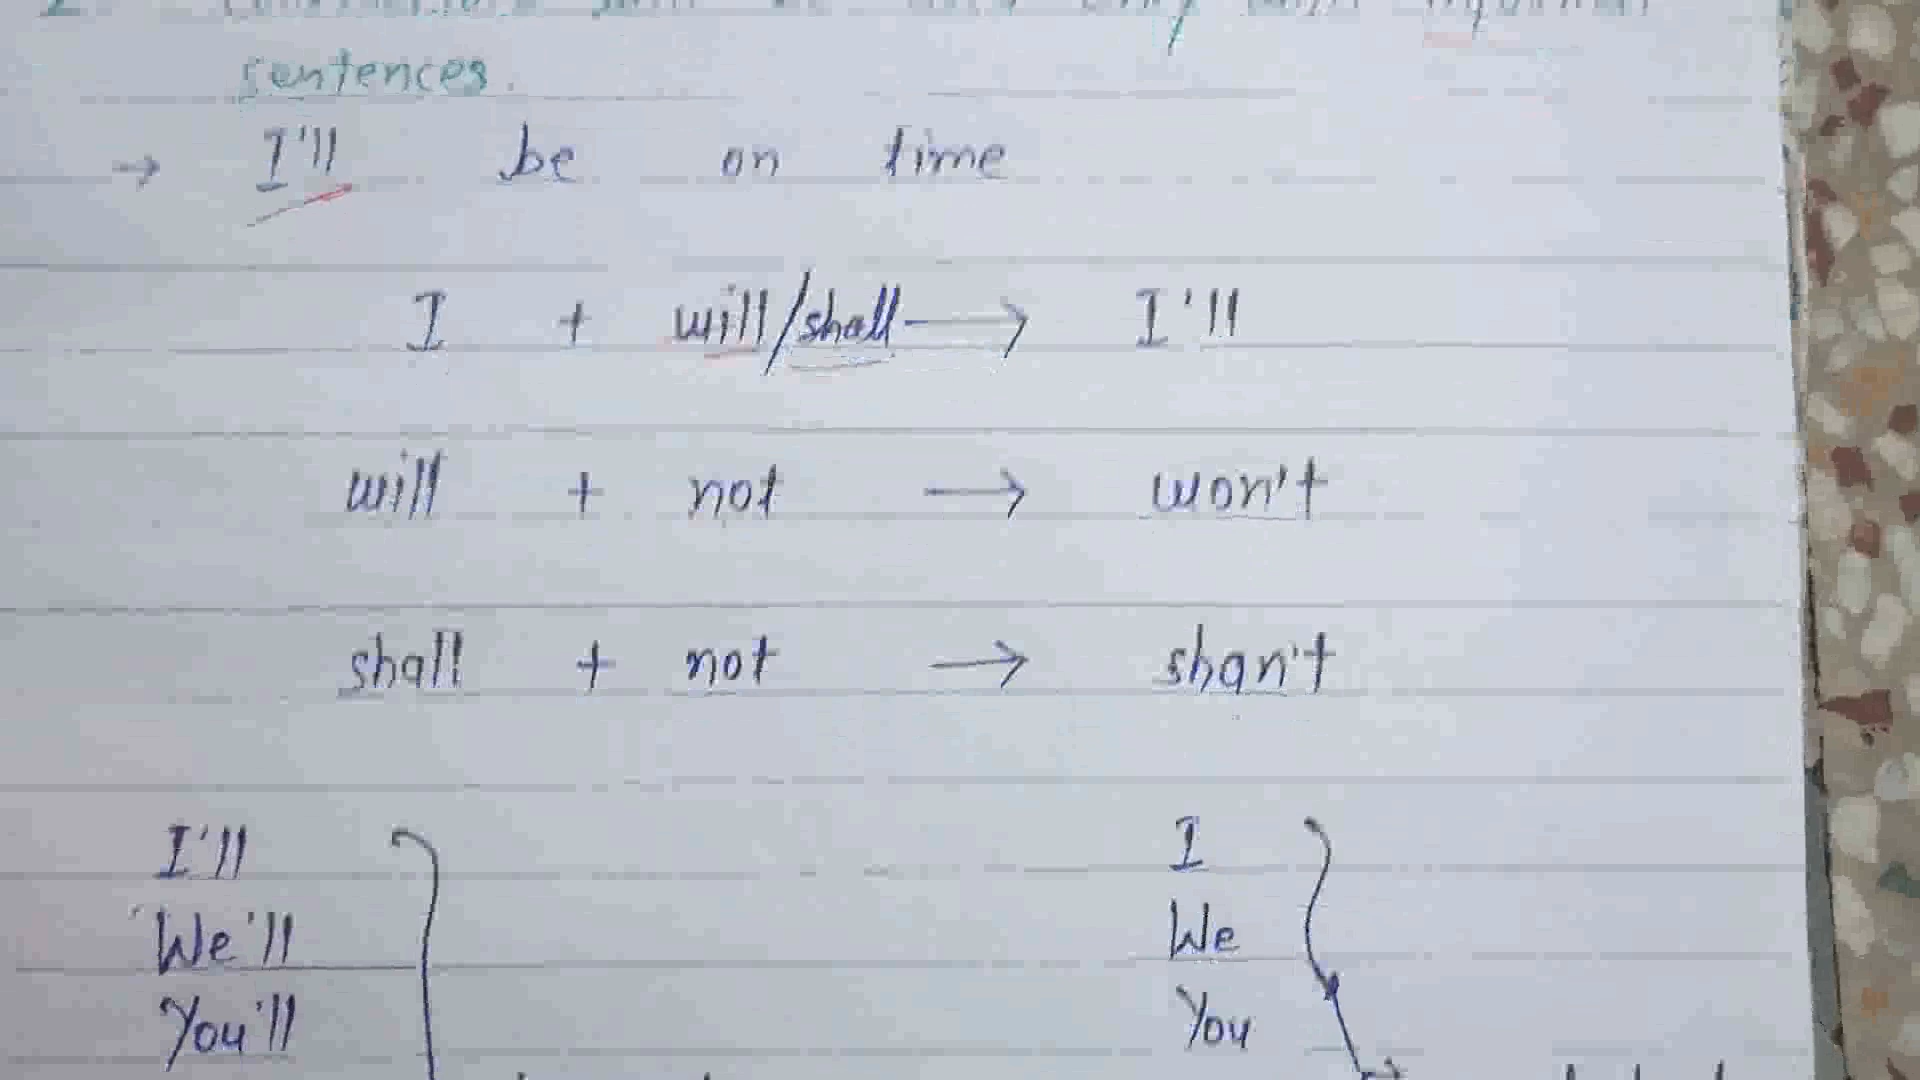 sentences.
→ I'll be on time
I + will/shall → I'll
will + not → won't
shall + not → shan't
I'll I
We'll We
You'll You